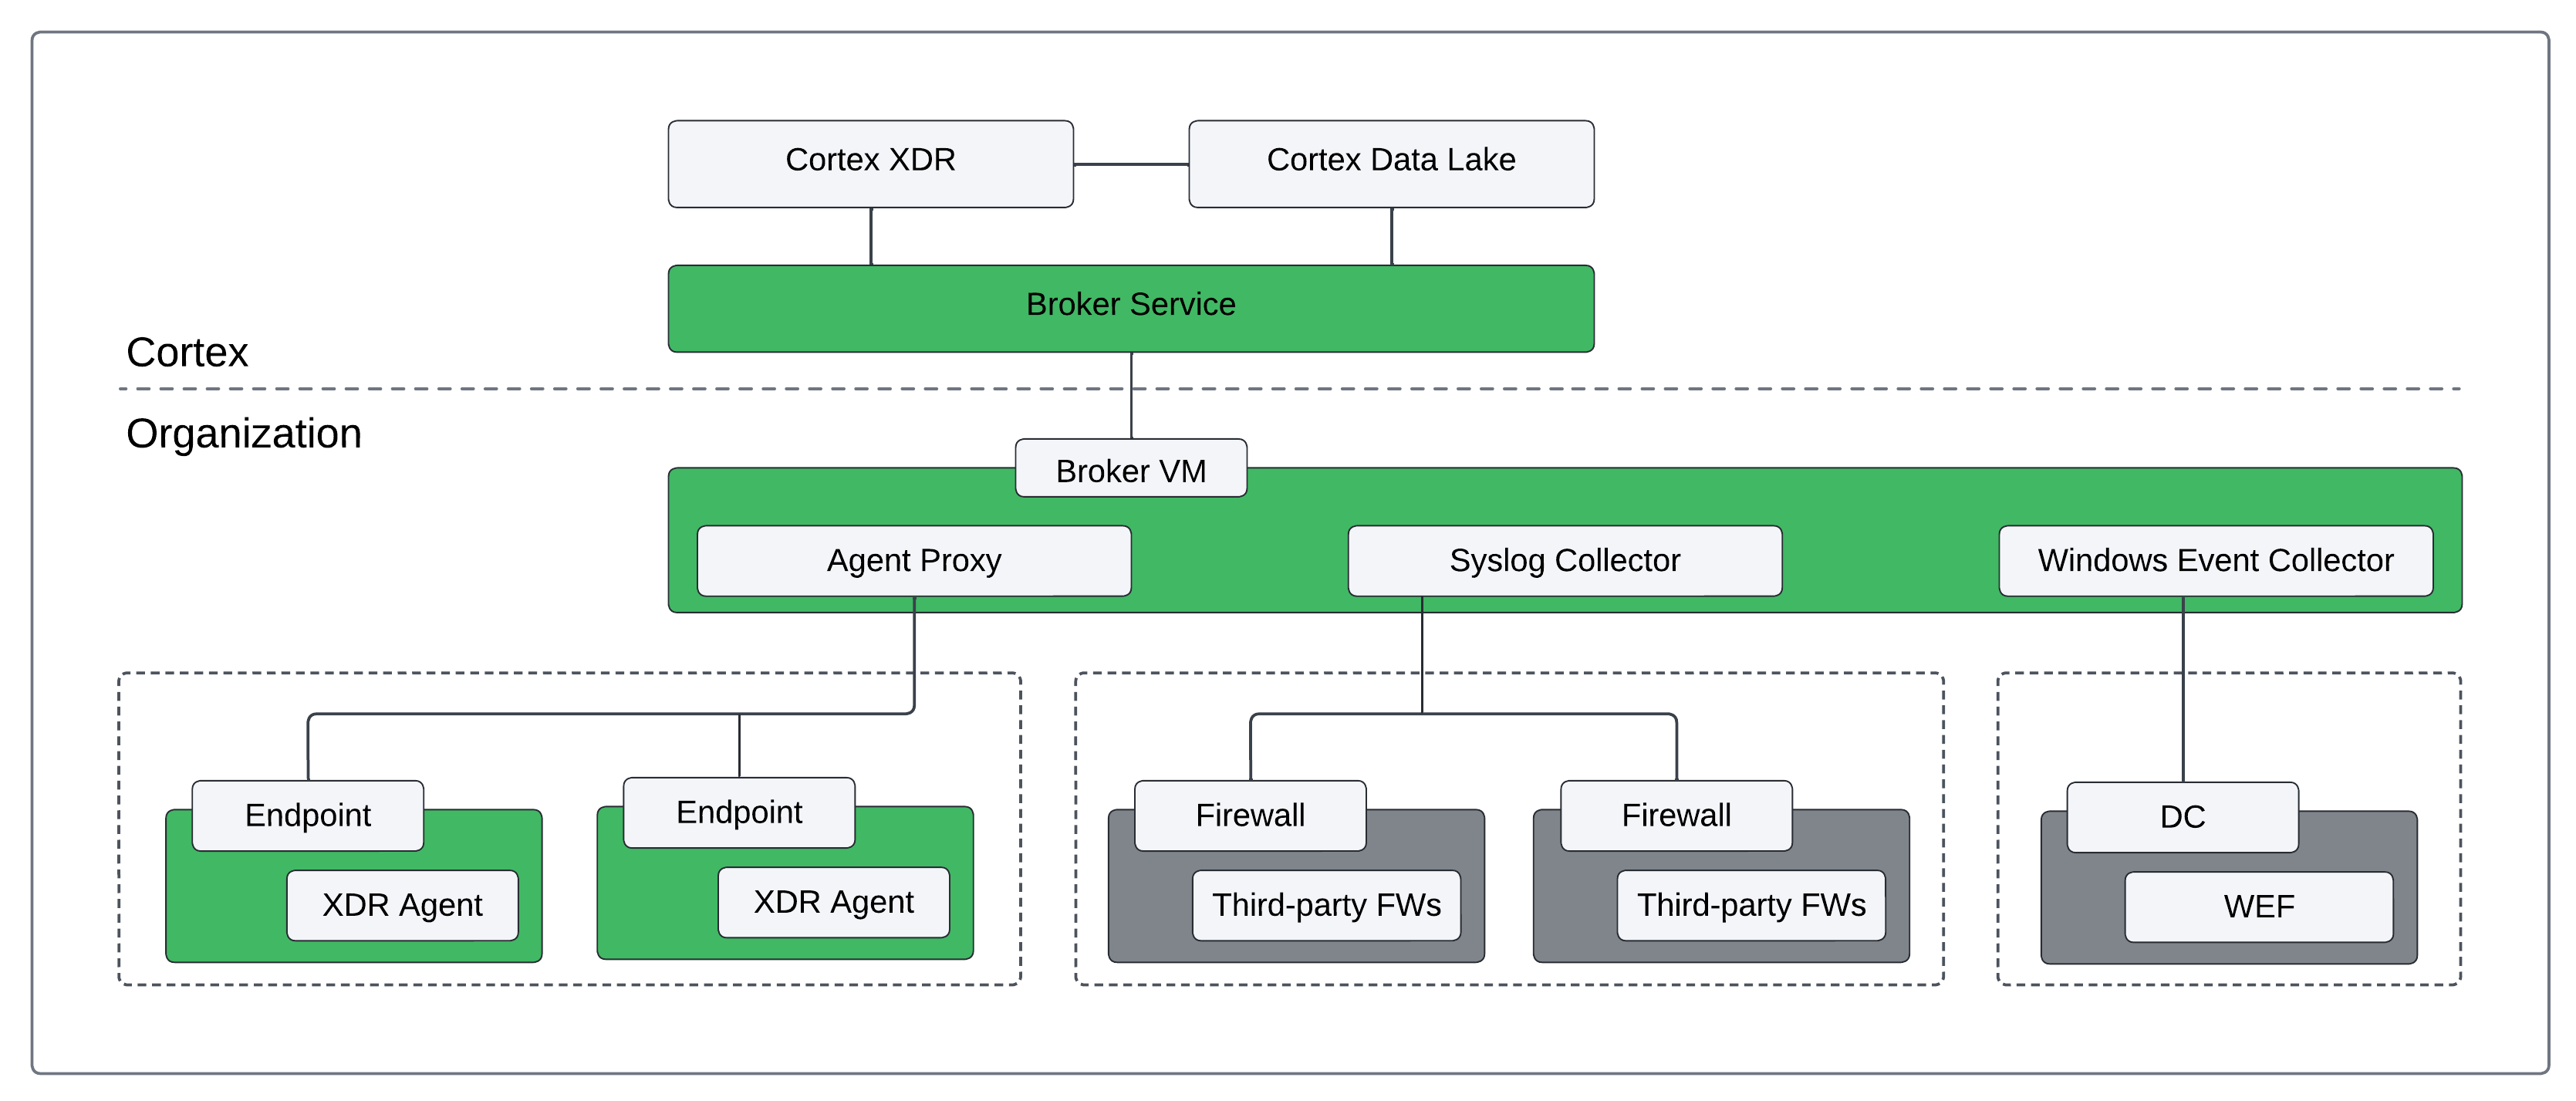 Cortex XDR
Cortex Data Lake
Broker Service
Cortex
Organization
Broker VM
Agent Proxy
Syslog Collector
Windows Event Collector
Endpoint
XDR Agent
Endpoint
XDR Agent
Firewall
Third-party FWs
Firewall
Third-party FWs
DC
WEF